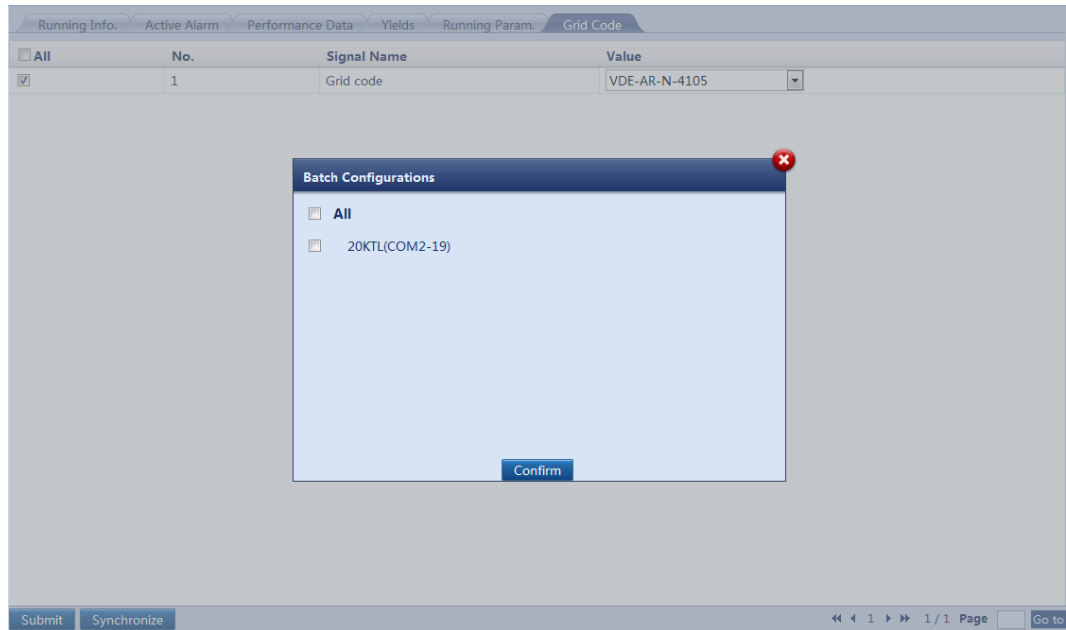 Running Info. Active Alarm Performance Data Yields Running Param. Grid Code
All No. Signal Name Value
1 Grid code VDE-AR-N-4105
Batch Configurations
All
20KTL(COM2-19)
Confirm
Submit Synchronize 1 1 / 1 Page Go to